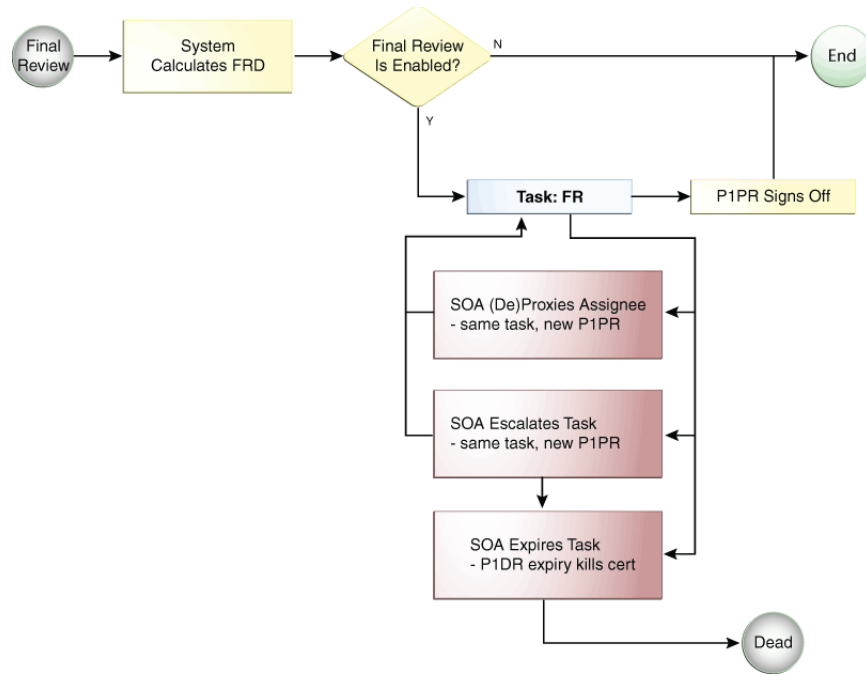 Final
Review
System
Calculates FRD
Final Review
Is Enabled?
N
End
Y
Task: FR
P1PR Signs Off
SOA (De)Proxies Assignee
- same task, new P1PR
SOA Escalates Task
- same task, new P1PR
SOA Expires Task
- P1DR expiry kills cert
Dead